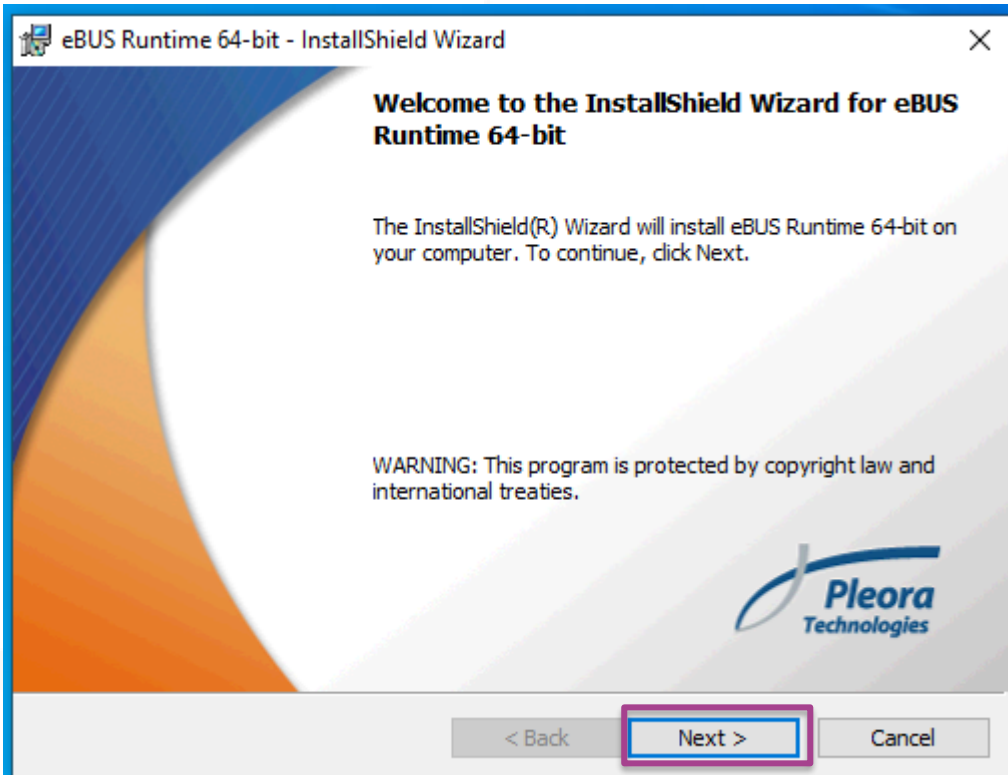 eBUS Runtime 64-bit - InstallShield Wizard
Welcome to the InstallShield Wizard for eBUS
Runtime 64-bit
The InstallShield(R) Wizard will install eBUS Runtime 64-bit on
your computer. To continue, click Next.
WARNING: This program is protected by copyright law and
international treaties.
Pleora
Technologies
< Back Next > Cancel